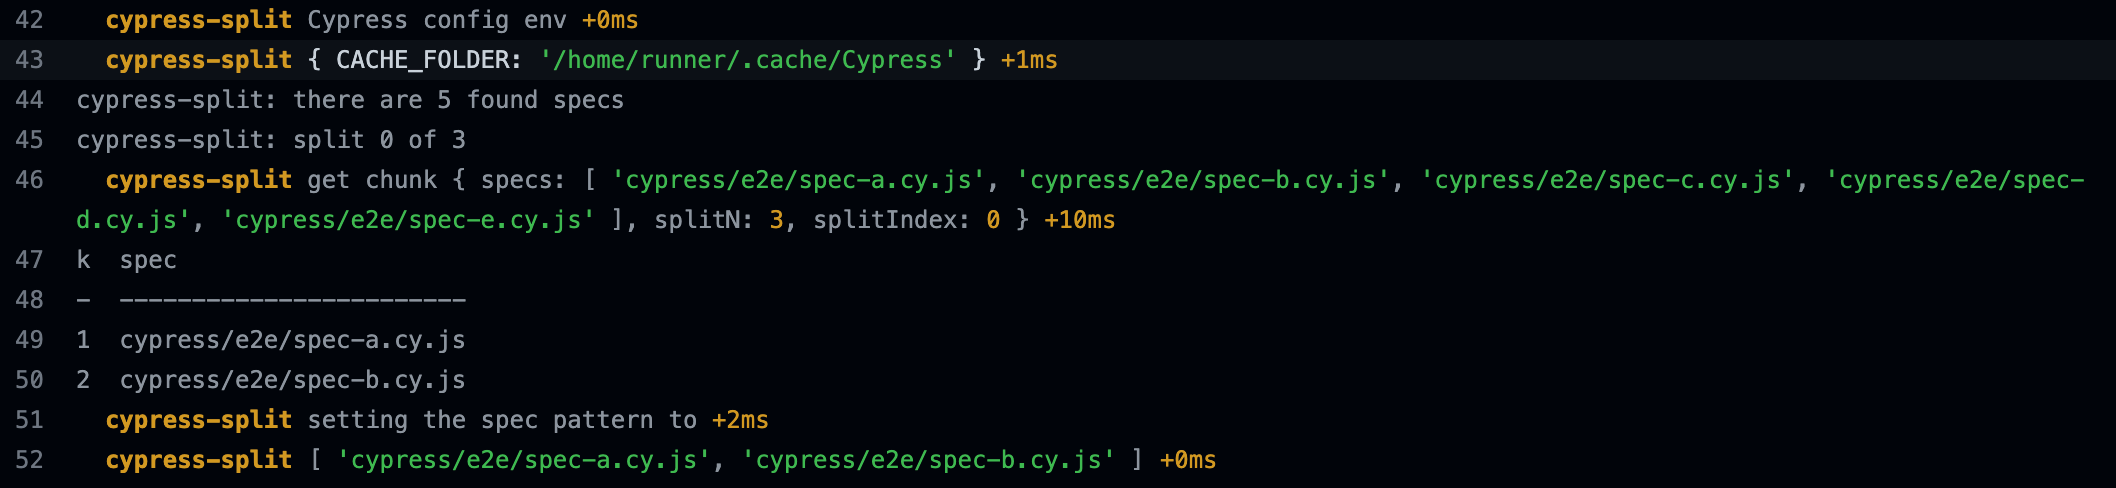 42 cypress-split Cypress config env +0ms
43 cypress-split { CACHE_FOLDER: '/home/runner/.cache/Cypress' } +1ms
44 cypress-split: there are 5 found specs
45 cypress-split: split 0 of 3
46 cypress-split get chunk { specs: [ 'cypress/e2e/spec-a.cy.js', 'cypress/e2e/spec-b.cy.js', 'cypress/e2e/spec-c.cy.js', 'cypress/e2e/spec-
d.cy.js', 'cypress/e2e/spec-e.cy.js' ], splitN: 3, splitIndex: 0 } +10ms
47 k  spec
48 -  ------------------------
49 1  cypress/e2e/spec-a.cy.js
50 2  cypress/e2e/spec-b.cy.js
51 cypress-split setting the spec pattern to +2ms
52 cypress-split [ 'cypress/e2e/spec-a.cy.js', 'cypress/e2e/spec-b.cy.js' ] +0ms